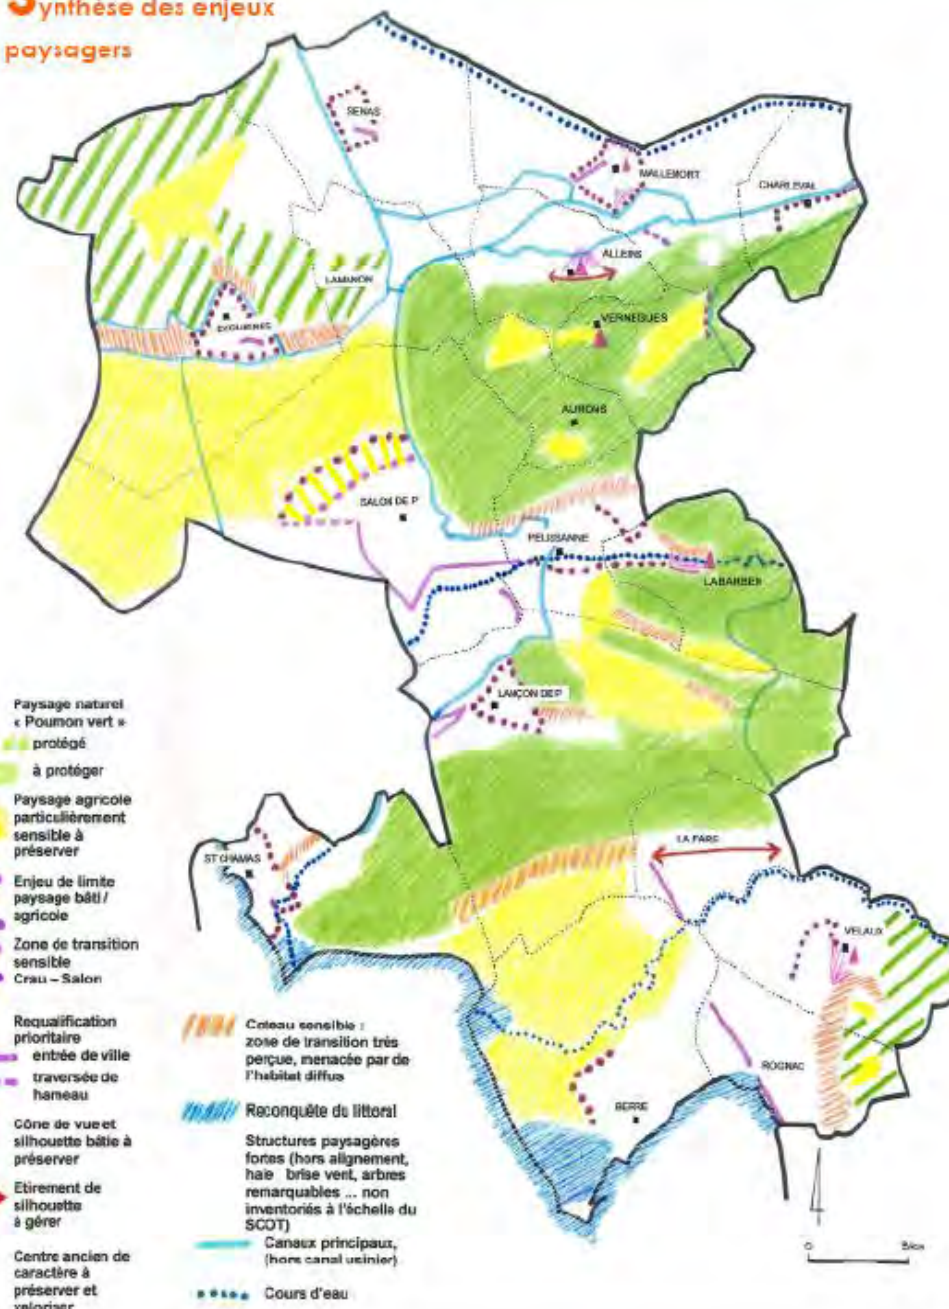 Synthèse des enjeux
paysagers
SENAS
MALLEMORT
CHARLEVAL
ALLEINS
LAMANON
VERNEGUES
EYGUIERES
AURONS
SALON DE P
PELISSANNE
LABARBEN
LANÇON DE P
ST CHAMAS
LA FARE
VELAUX
ROGNAC
BERRE
Paysage naturel
« Poumon vert »
protégé
à protéger
Paysage agricole
particulièrement
sensible à
préserver
Enjeu de limite
paysage bâti /
agricole
Zone de transition
sensible
Crau – Salon
Requalification
prioritaire
entrée de ville
traversée de
hameau
Cône de vue et
silhouette bâtie à
préserver
Etirement de
silhouette
à gérer
Centre ancien de
caractère à
préserver et
valoriser
Coteau sensible :
zone de transition très
perçue, menacée par de
l'habitat diffus
Reconquête du littoral
Structures paysagères
fortes (hors alignement,
haie brise vent, arbres
remarquables ... non
inventoriés à l'échelle du
SCOT)
Canaux principaux,
(hors canal usinier)
Cours d'eau
0 5km